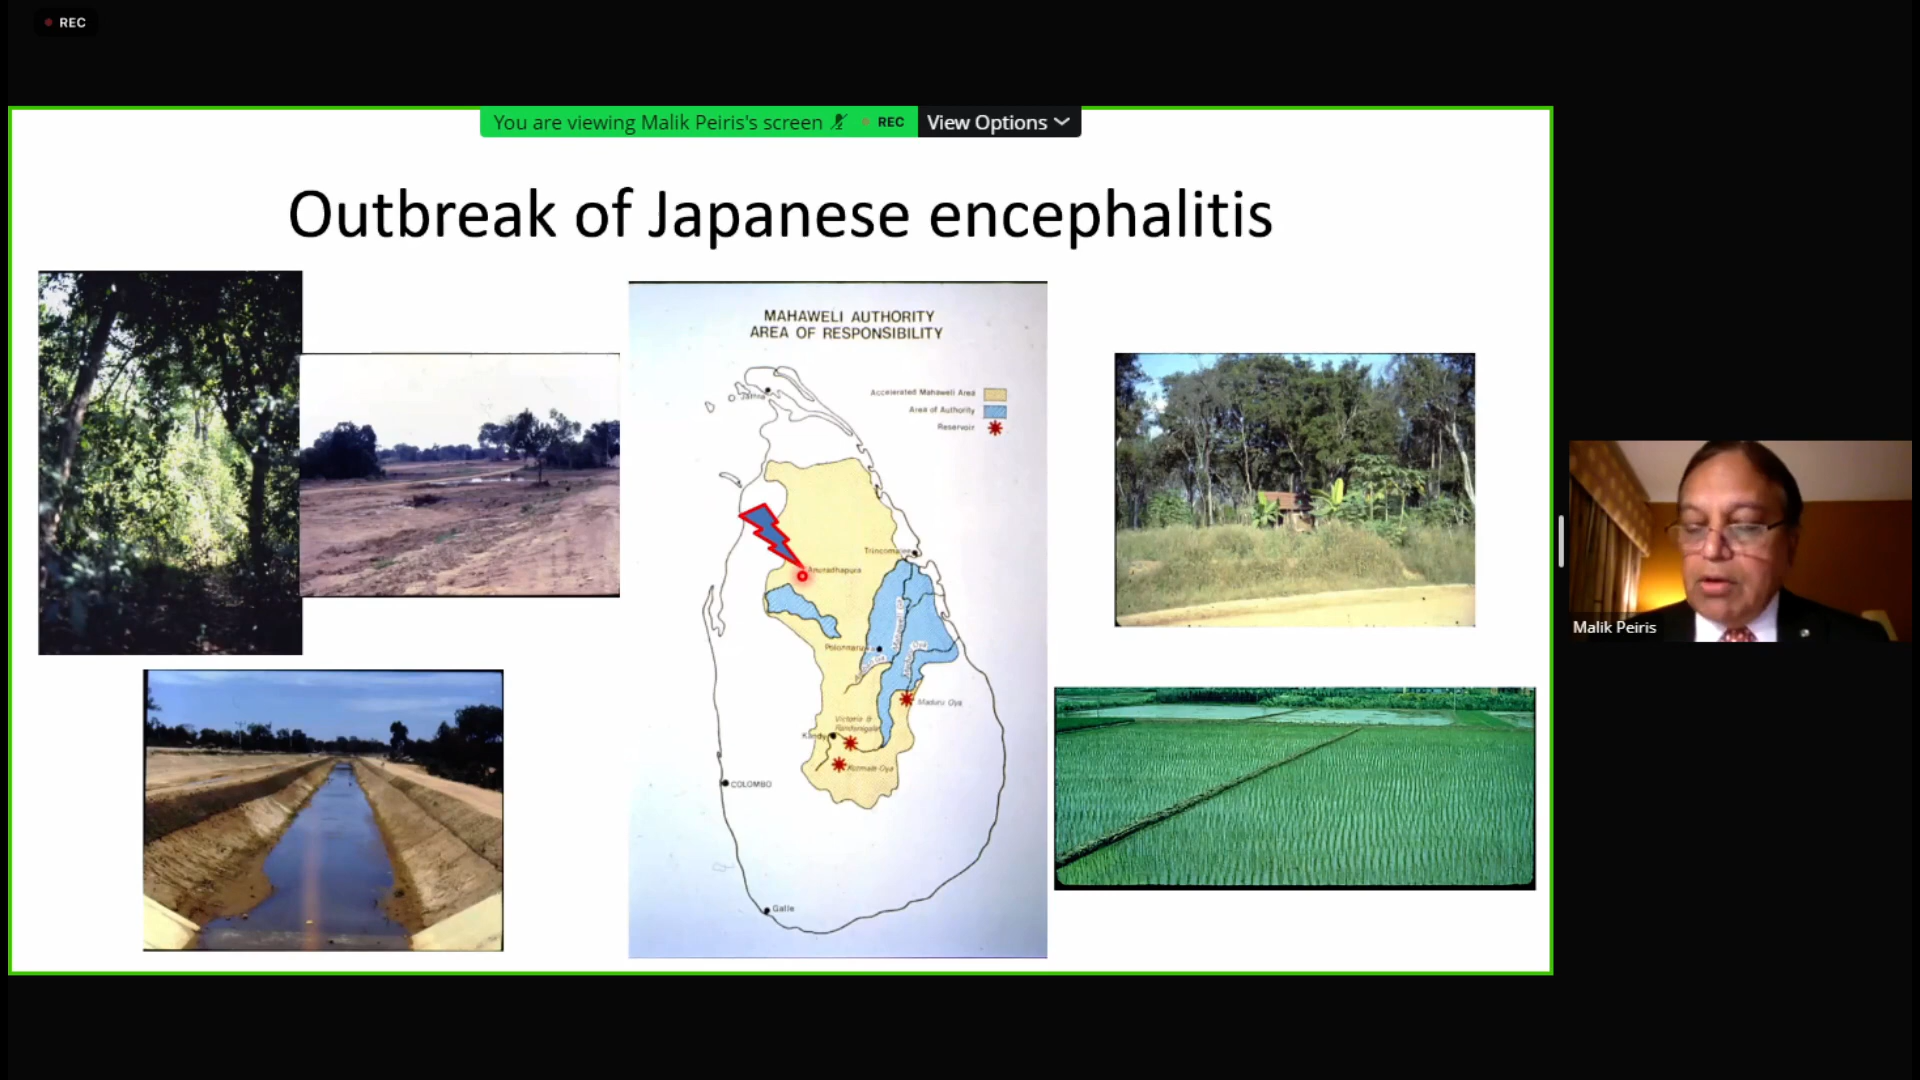 REC
You are viewing Malik Peiris's screen
REC
View Options
Outbreak of Japanese encephalitis
MAHAWELI AUTHORITY
AREA OF RESPONSIBILITY
Jaffna
Accelerated Mahaweli Area
Area of Authority
Reservoir
Trincomalee
Anuradhapura
Polonnaruwa
Maduru Oya
Victoria &
Randenigala
Kandy
Kotmale Oya
COLOMBO
Galle
Malik Peiris